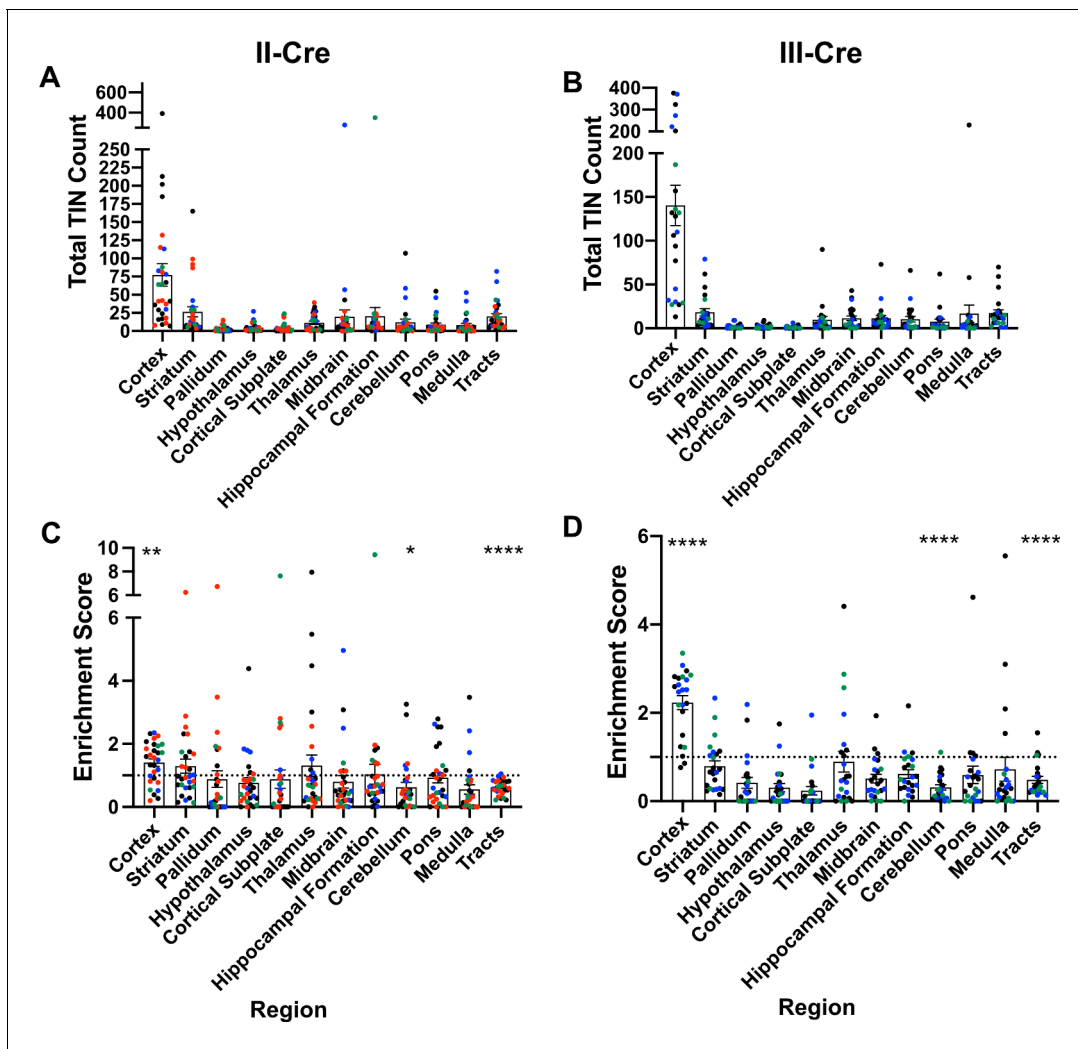 II-Cre
III-Cre
A
Total TIN Count
600
400
250
225
200
175
150
125
100
75
50
25
0
Cortex
Striatum
Pallidum
Hypothalamus
Cortical Subplate
Thalamus
Midbrain
Hippocampal Formation
Cerebellum
Pons
Medulla
Tracts
B
Total TIN Count
400
300
200
200
150
100
50
0
Cortex
Striatum
Pallidum
Hypothalamus
Cortical Subplate
Thalamus
Midbrain
Hippocampal Formation
Cerebellum
Pons
Medulla
Tracts
C
Enrichment Score
10
8
6
6
4
2
0
**
*
****
Cortex
Striatum
Pallidum
Hypothalamus
Cortical Subplate
Thalamus
Midbrain
Hippocampal Formation
Cerebellum
Pons
Medulla
Tracts
Region
D
Enrichment Score
6
4
2
0
****
****
****
Cortex
Striatum
Pallidum
Hypothalamus
Cortical Subplate
Thalamus
Midbrain
Hippocampal Formation
Cerebellum
Pons
Medulla
Tracts
Region